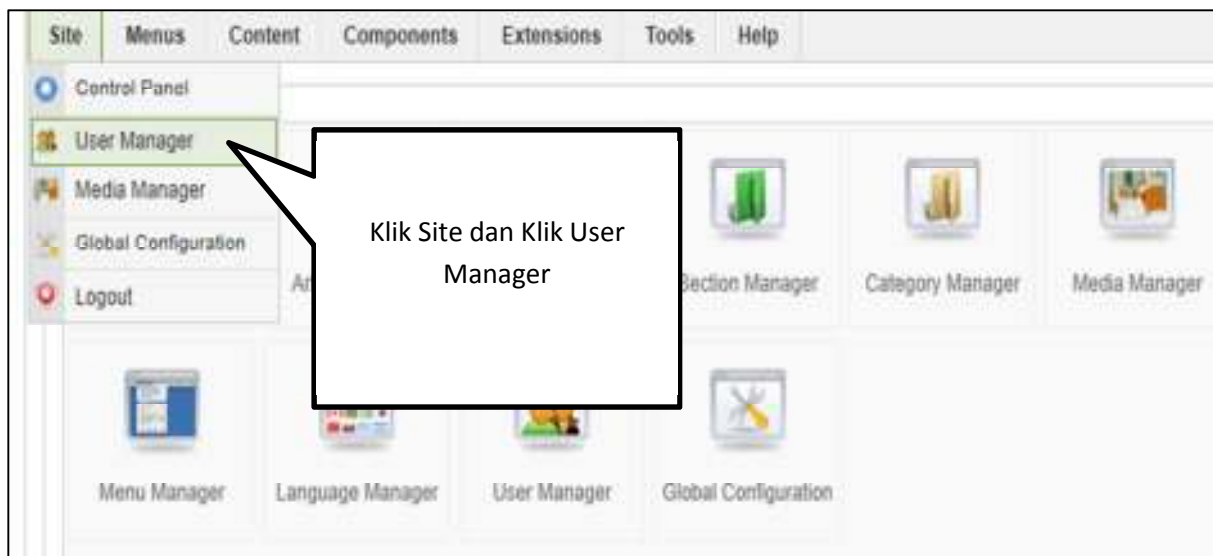 Site Menus Content Components Extensions Tools Help
Control Panel
User Manager
Media Manager
Global Configuration
Logout
Klik Site dan Klik User
Manager
Section Manager Category Manager Media Manager
Menu Manager Language Manager User Manager Global Configuration